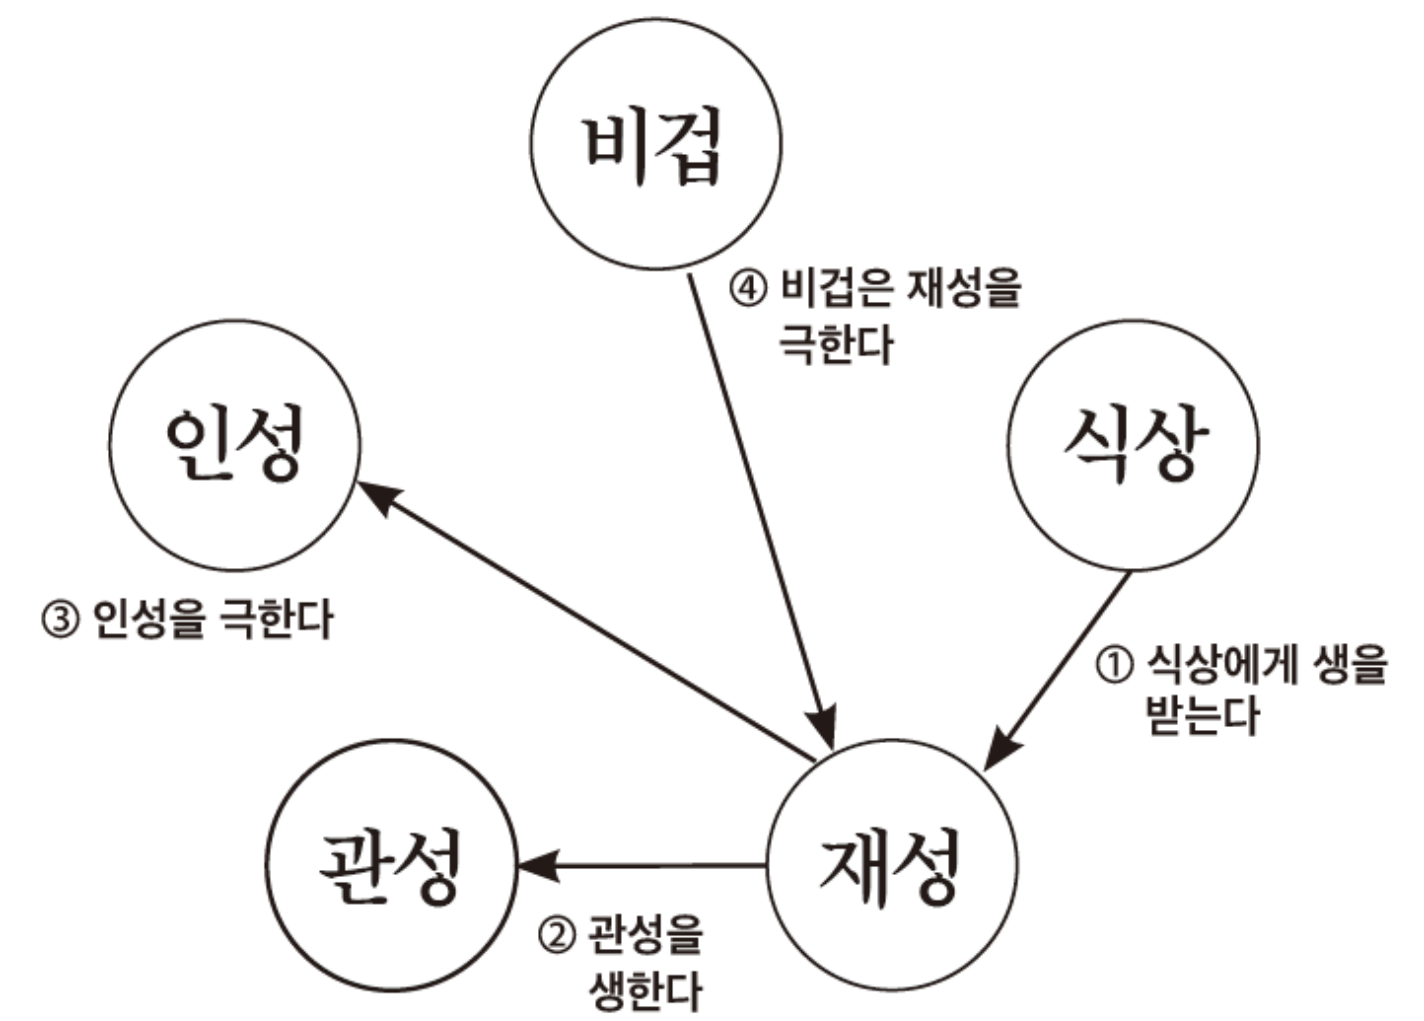 비겁
④ 비겁은 재성을
극한다
인성
식상
③ 인성을 극한다
① 식상에게 생을
받는다
관성
재성
② 관성을
생한다